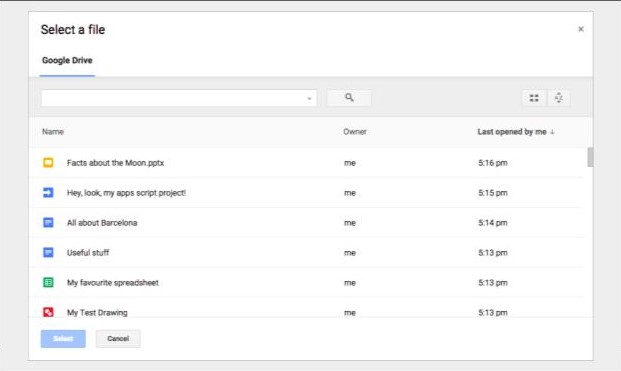 Select a file
Google Drive
Name Owner Last opened by me ↓
Facts about the Moon.pptx me 5:16 pm
Hey, look, my apps script project! me 5:15 pm
All about Barcelona me 5:14 pm
Useful stuff me 5:13 pm
My favourite spreadsheet me 5:13 pm
My Test Drawing me 5:13 pm
Select Cancel